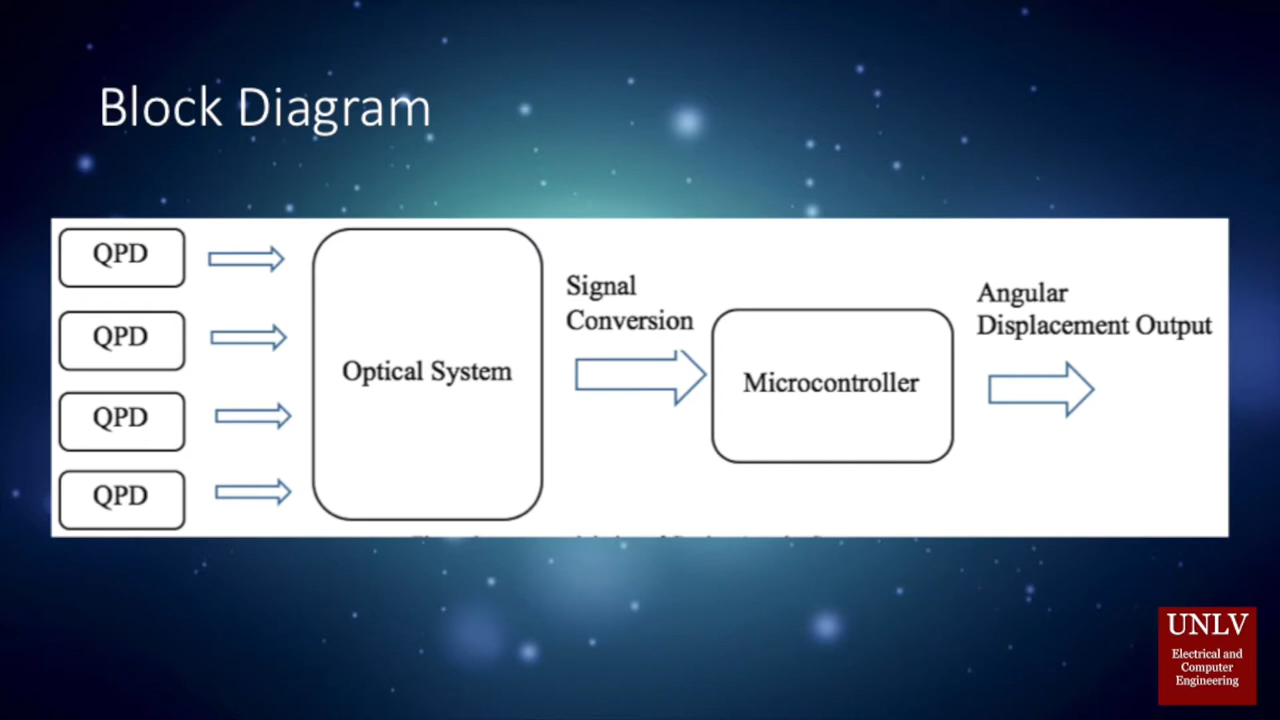 Block Diagram
QPD
QPD
QPD
QPD
Optical System
Signal
Conversion
Microcontroller
Angular
Displacement Output
UNLV
Electrical and
Computer
Engineering